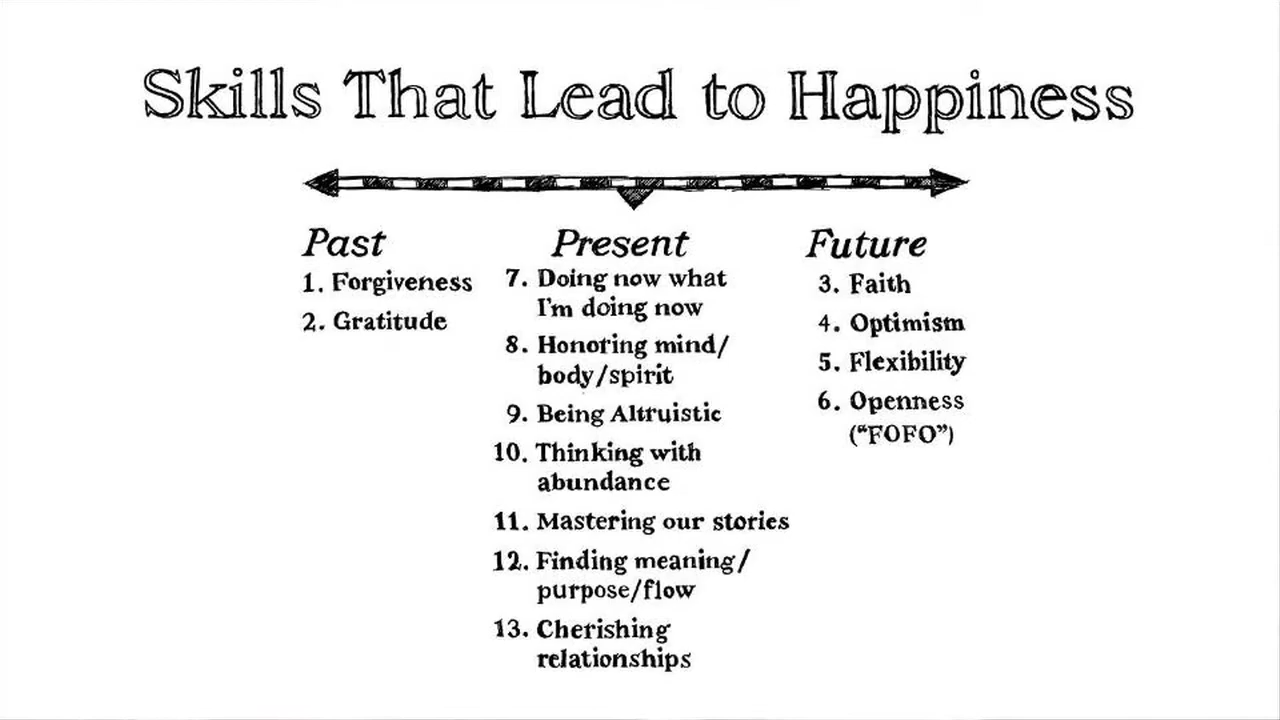 Skills That Lead to Happiness
Past
1. Forgiveness
2. Gratitude
Present
7. Doing now what
I'm doing now
8. Honoring mind/
body/spirit
9. Being Altruistic
10. Thinking with
abundance
11. Mastering our stories
12. Finding meaning/
purpose/flow
13. Cherishing
relationships
Future
3. Faith
4. Optimism
5. Flexibility
6. Openness
("FOFO")